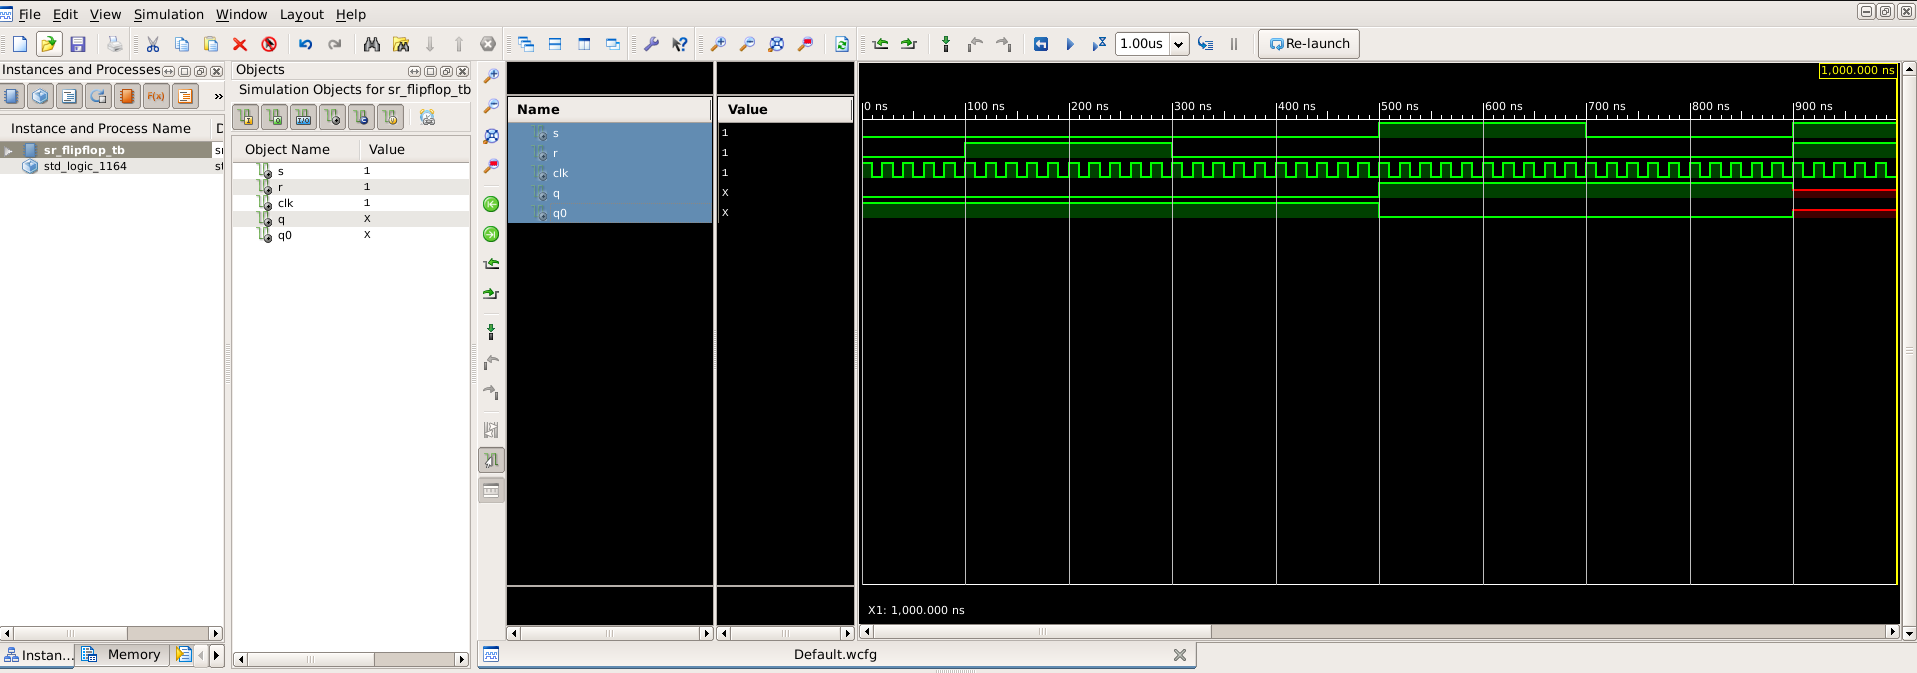 File Edit View Simulation Window Layout Help
1.00us Re-launch
Instances and Processes
Instance and Process Name
sr_flipflop_tb
std_logic_1164
Instan... Memory
Objects
Simulation Objects for sr_flipflop_tb
F(x)
»
Object Name Value
s 1
r 1
clk 1
q X
q0 X
Name Value
s 1
r 1
clk 1
q X
q0 X
1,000.000 ns
0 ns 100 ns 200 ns 300 ns 400 ns 500 ns 600 ns 700 ns 800 ns 900 ns
X1: 1,000.000 ns
Default.wcfg